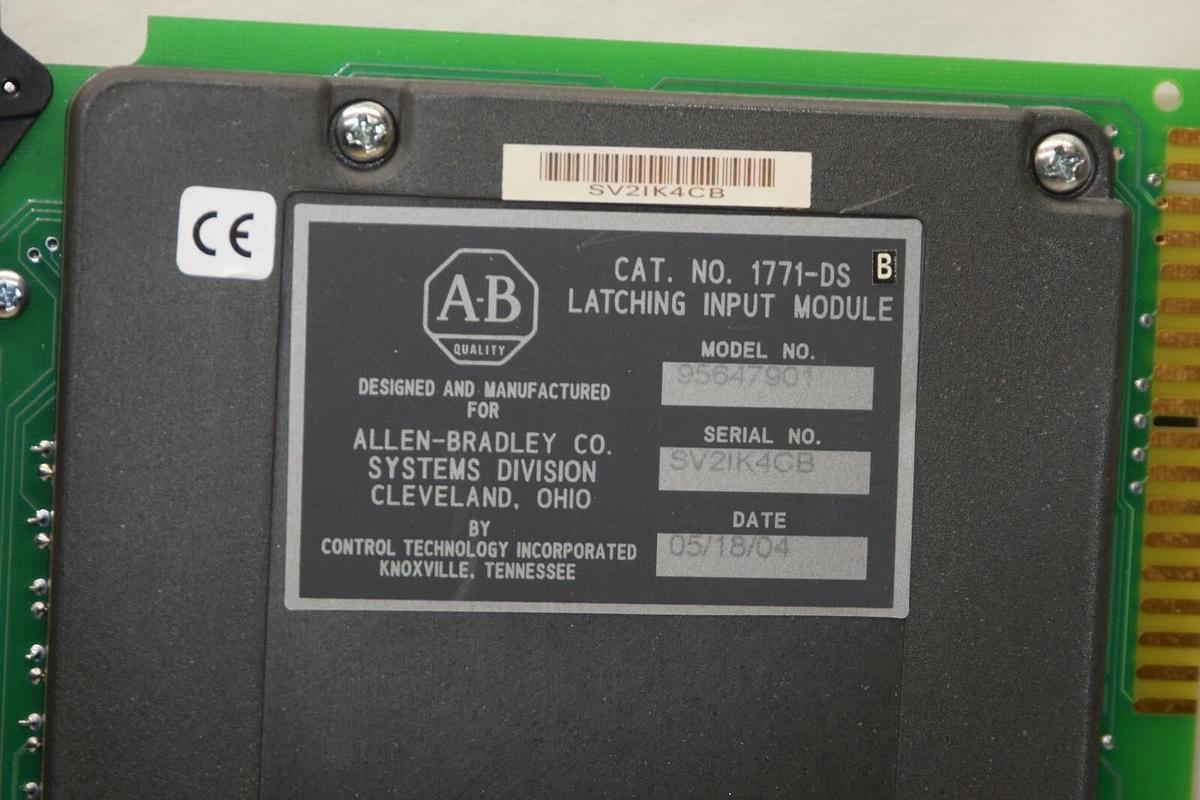 SV2IK4CB
CE
A-B
QUALITY
CAT. NO. 1771-DS B
LATCHING INPUT MODULE
MODEL NO.
95647901
SERIAL NO.
SV2IK4CB
DATE
05/18/04
DESIGNED AND MANUFACTURED
FOR
ALLEN-BRADLEY CO.
SYSTEMS DIVISION
CLEVELAND, OHIO
BY
CONTROL TECHNOLOGY INCORPORATED
KNOXVILLE, TENNESSEE